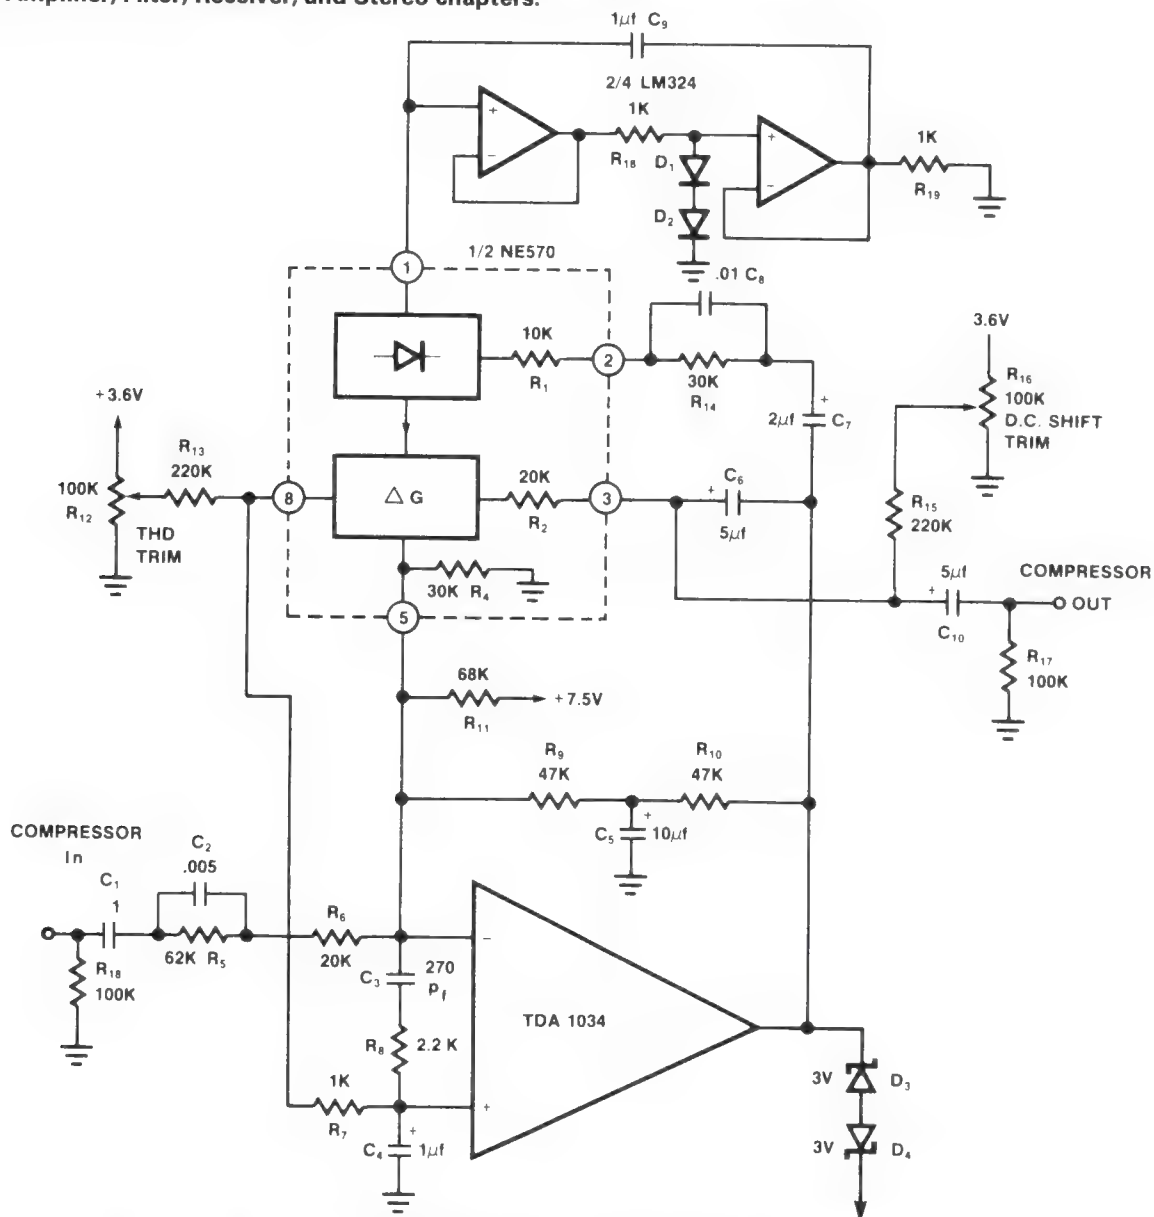 Amplifier, Filter, Receiver, and Stereo chapters.
1µf C9
2/4 LM324
1K
R18
+
−
D1
D2
+
−
1K
R19
1/2 NE570
1
10K
R1
2
.01 C8
30K
R14
+
2µf C7
3.6V
R16
100K
D.C. SHIFT
TRIM
+3.6V
R13
220K
100K
R12
THD
TRIM
8
△G
20K
R2
3
C6
+
5µf
R15
220K
30K R4
5
5µf
+
C10
COMPRESSOR
OUT
R17
100K
68K
R11
+7.5V
R9
47K
R10
47K
C5
+
10µf
COMPRESSOR
In
C1
1
C2
.005
62K R5
R18
100K
R6
20K
−
C3
270
Pf
R8
2.2 K
TDA 1034
1K
R7
+
C4
+
1µf
3V
D3
3V
D4